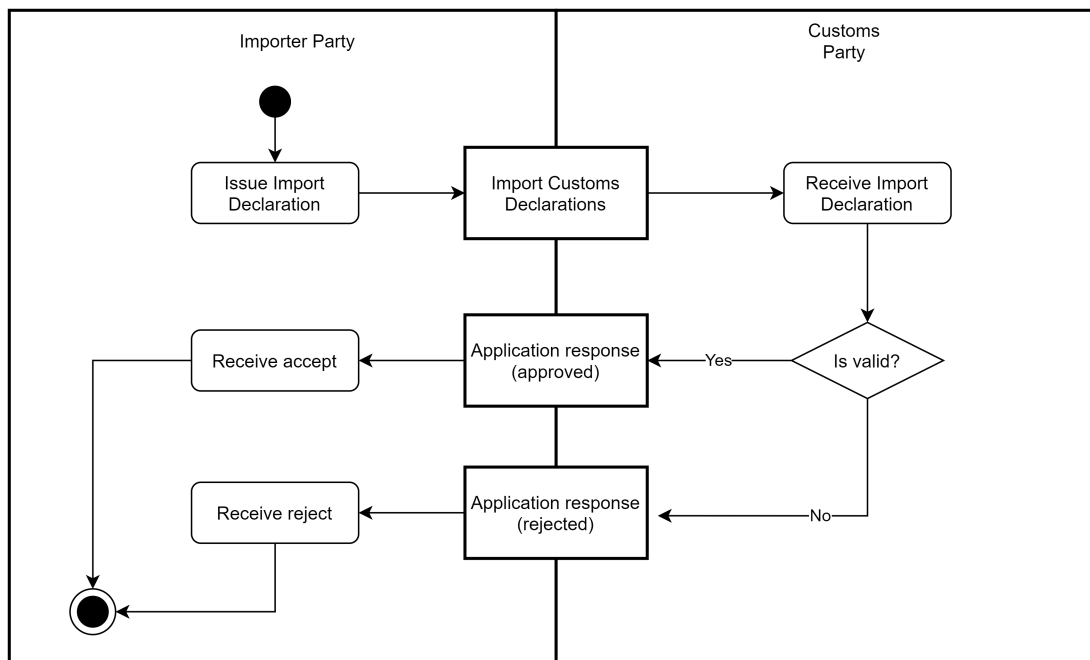 Importer Party
Customs
Party
Issue Import
Declaration
Import Customs
Declarations
Receive Import
Declaration
Receive accept
Application response
(approved)
Yes
Is valid?
Receive reject
Application response
(rejected)
No